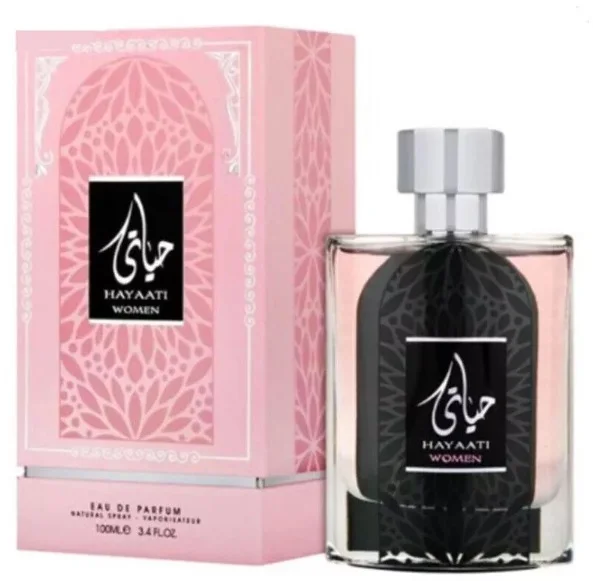 حياتي
HAYAATI
WOMEN
EAU DE PARFUM
NATURAL SPRAY - VAPORISATEUR
100ML℮ 3.4 FL.OZ.
حياتي
HAYAATI
WOMEN